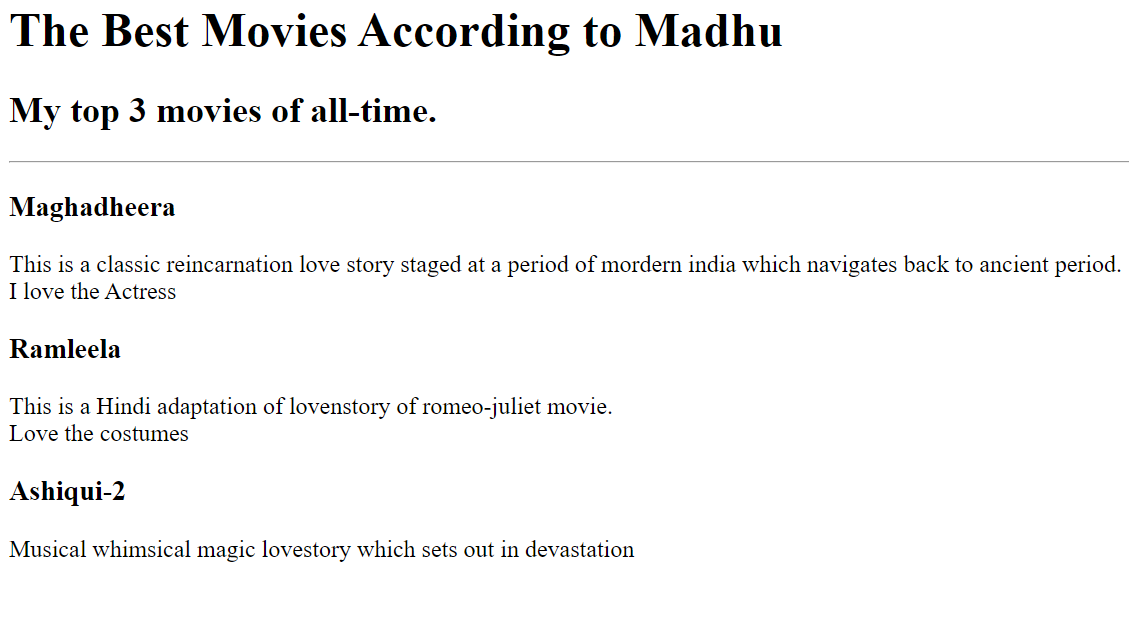 The Best Movies According to Madhu
My top 3 movies of all-time.
Maghadheera
This is a classic reincarnation love story staged at a period of mordern india which navigates back to ancient period.
I love the Actress
Ramleela
This is a Hindi adaptation of lovenstory of romeo-juliet movie.
Love the costumes
Ashiqui-2
Musical whimsical magic lovestory which sets out in devastation